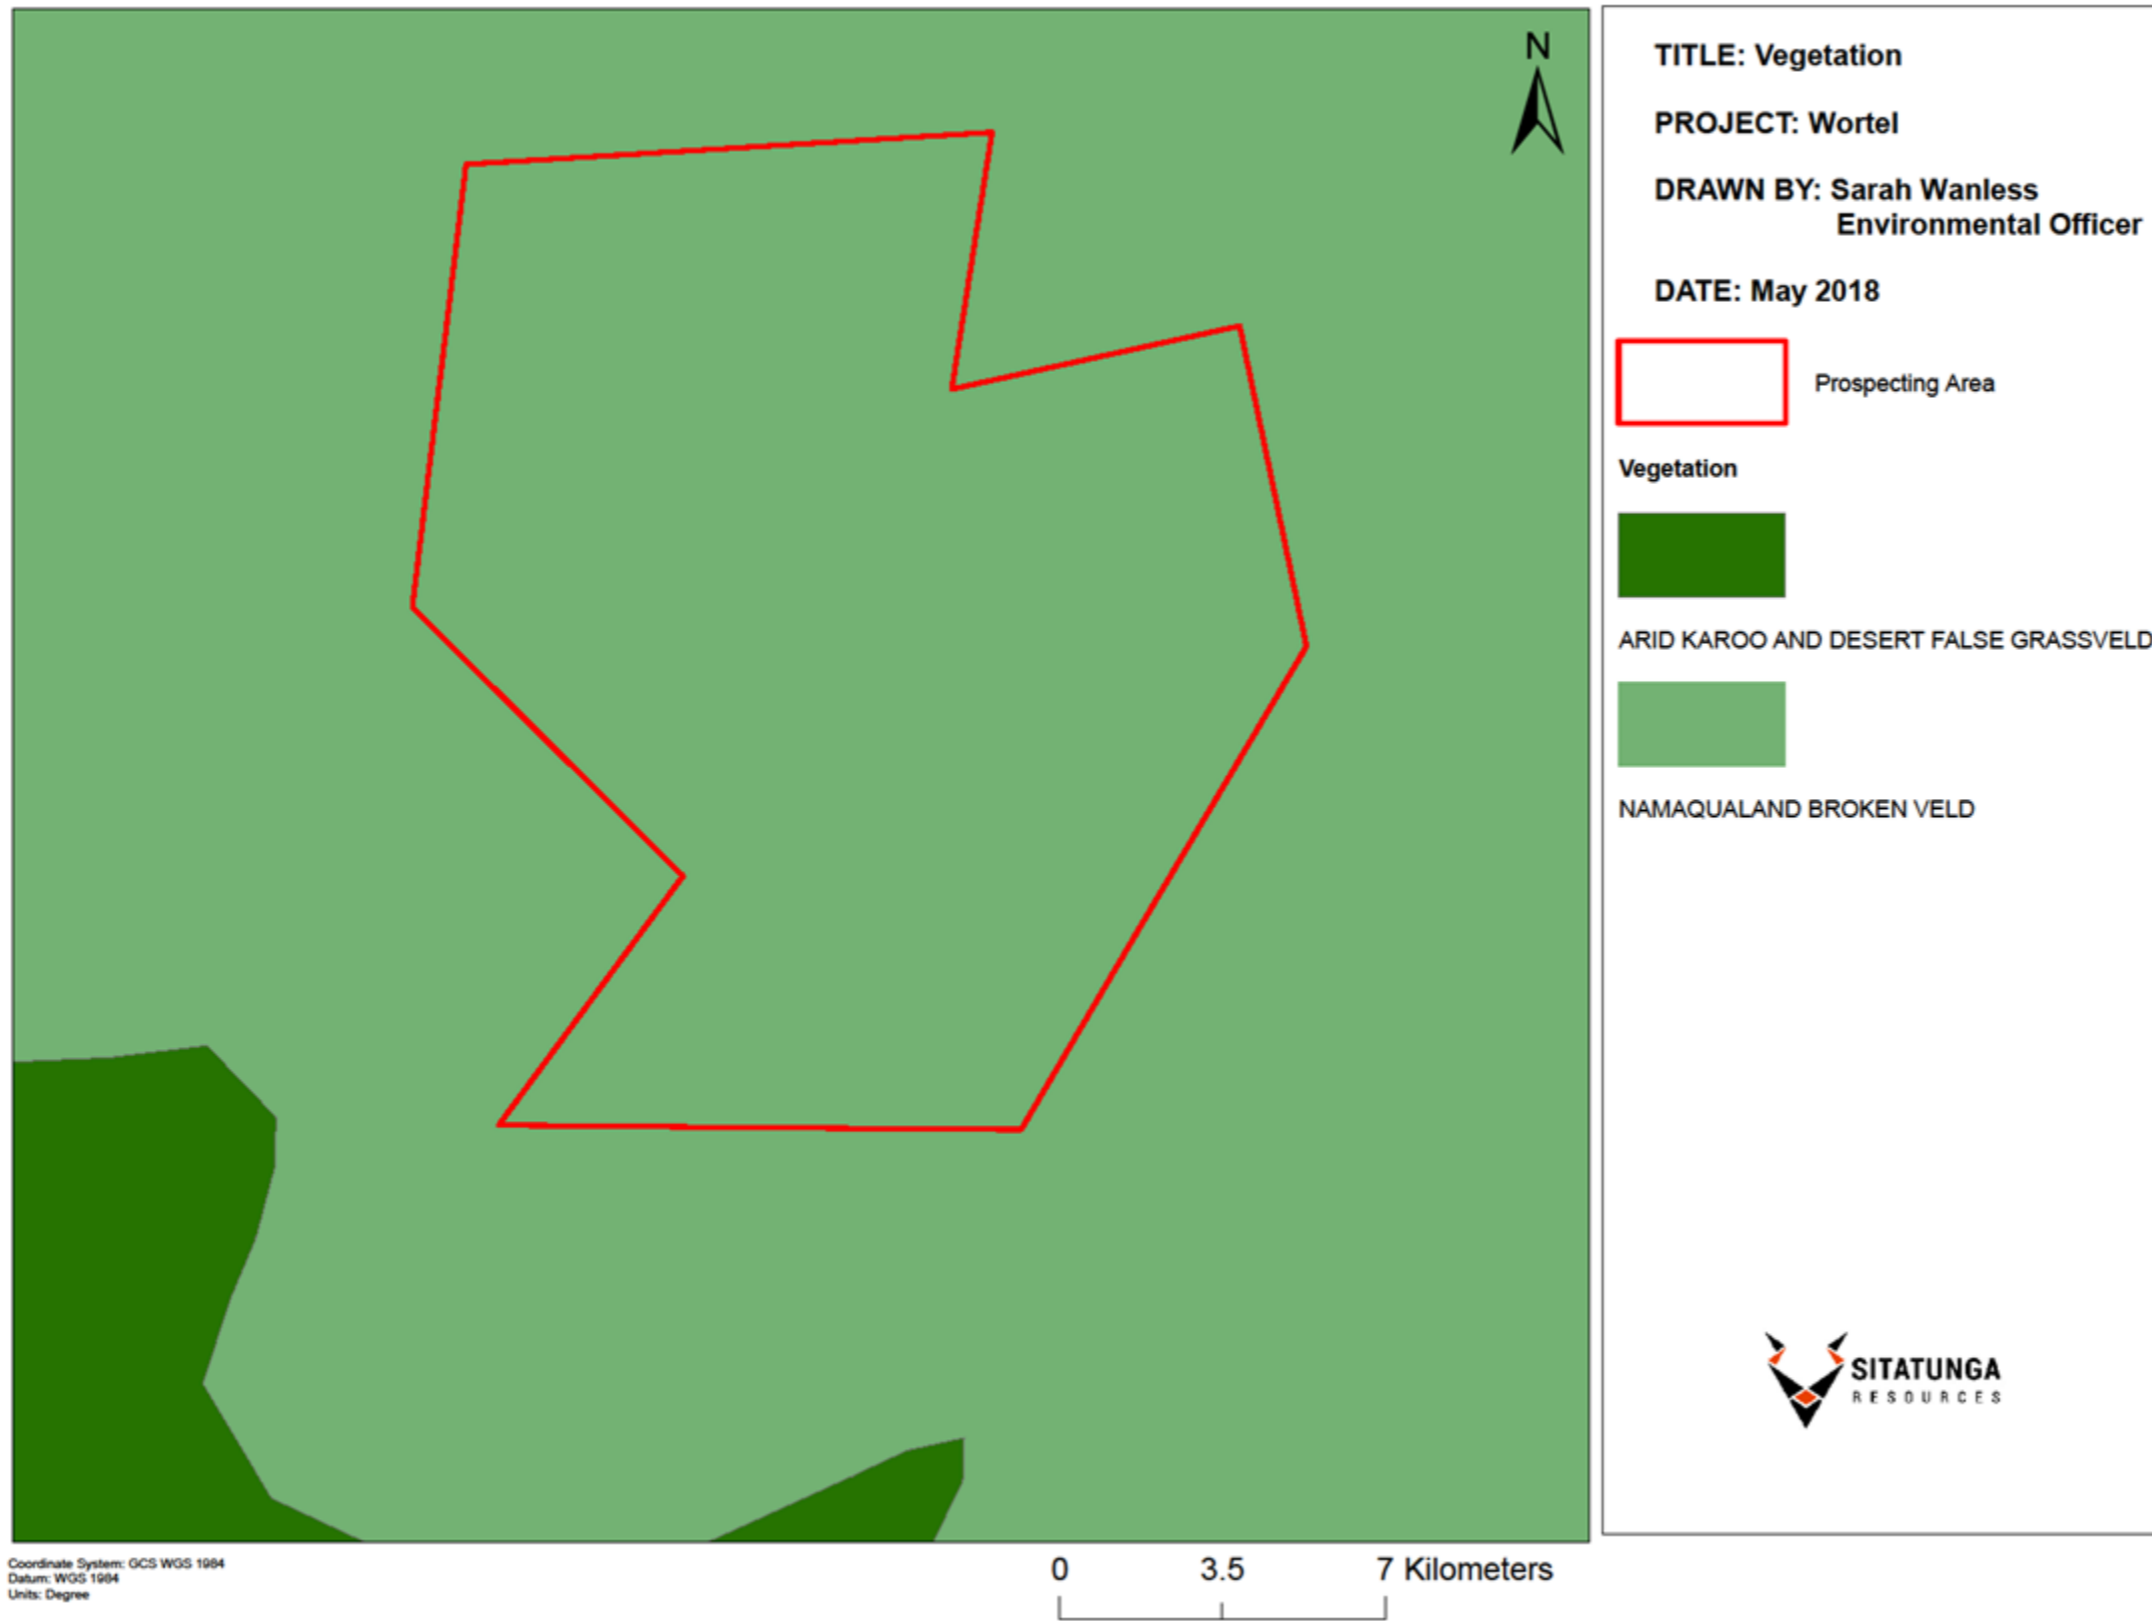 N
TITLE: Vegetation
PROJECT: Wortel
DRAWN BY: Sarah Wanless
Environmental Officer
DATE: May 2018
Prospecting Area
Vegetation
ARID KAROO AND DESERT FALSE GRASSVELD
NAMAQUALAND BROKEN VELD
SITATUNGA
RESOURCES
Coordinate System: GCS WGS 1984
Datum: WGS 1984
Units: Degree
0 3.5 7 Kilometers